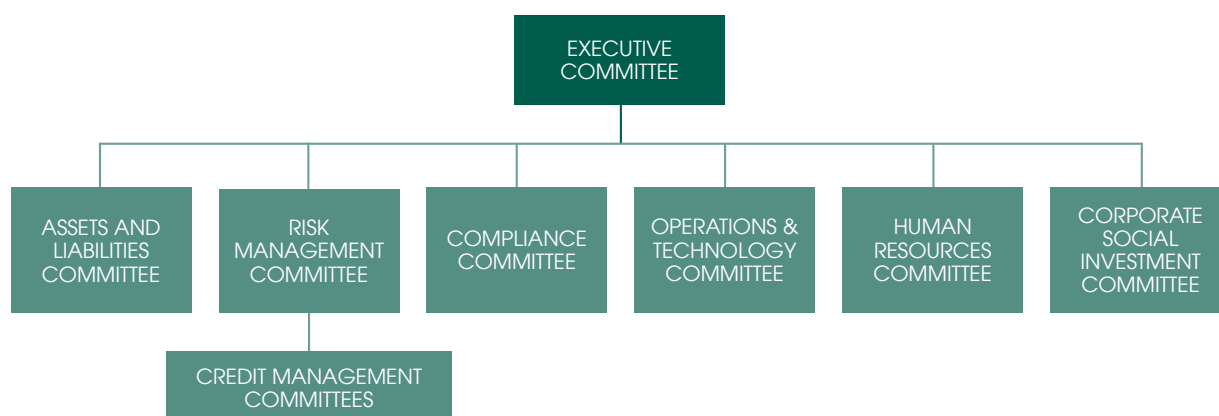 EXECUTIVE
COMMITTEE
ASSETS AND
LIABILITIES
COMMITTEE
RISK
MANAGEMENT
COMMITTEE
COMPLIANCE
COMMITTEE
OPERATIONS &
TECHNOLOGY
COMMITTEE
HUMAN
RESOURCES
COMMITTEE
CORPORATE
SOCIAL
INVESTMENT
COMMITTEE
CREDIT MANAGEMENT
COMMITTEES